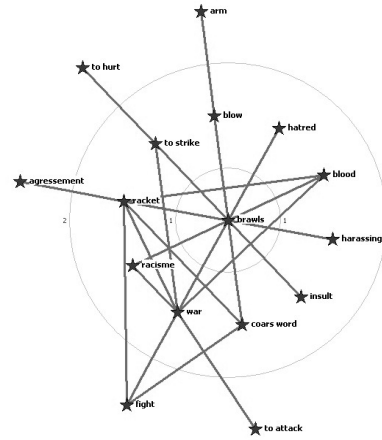 arm
to hurt
blow
hatred
to strike
blood
agressement
racket
2
1
brawls
1
harassing
racisme
insult
war
coars word
fight
to attack